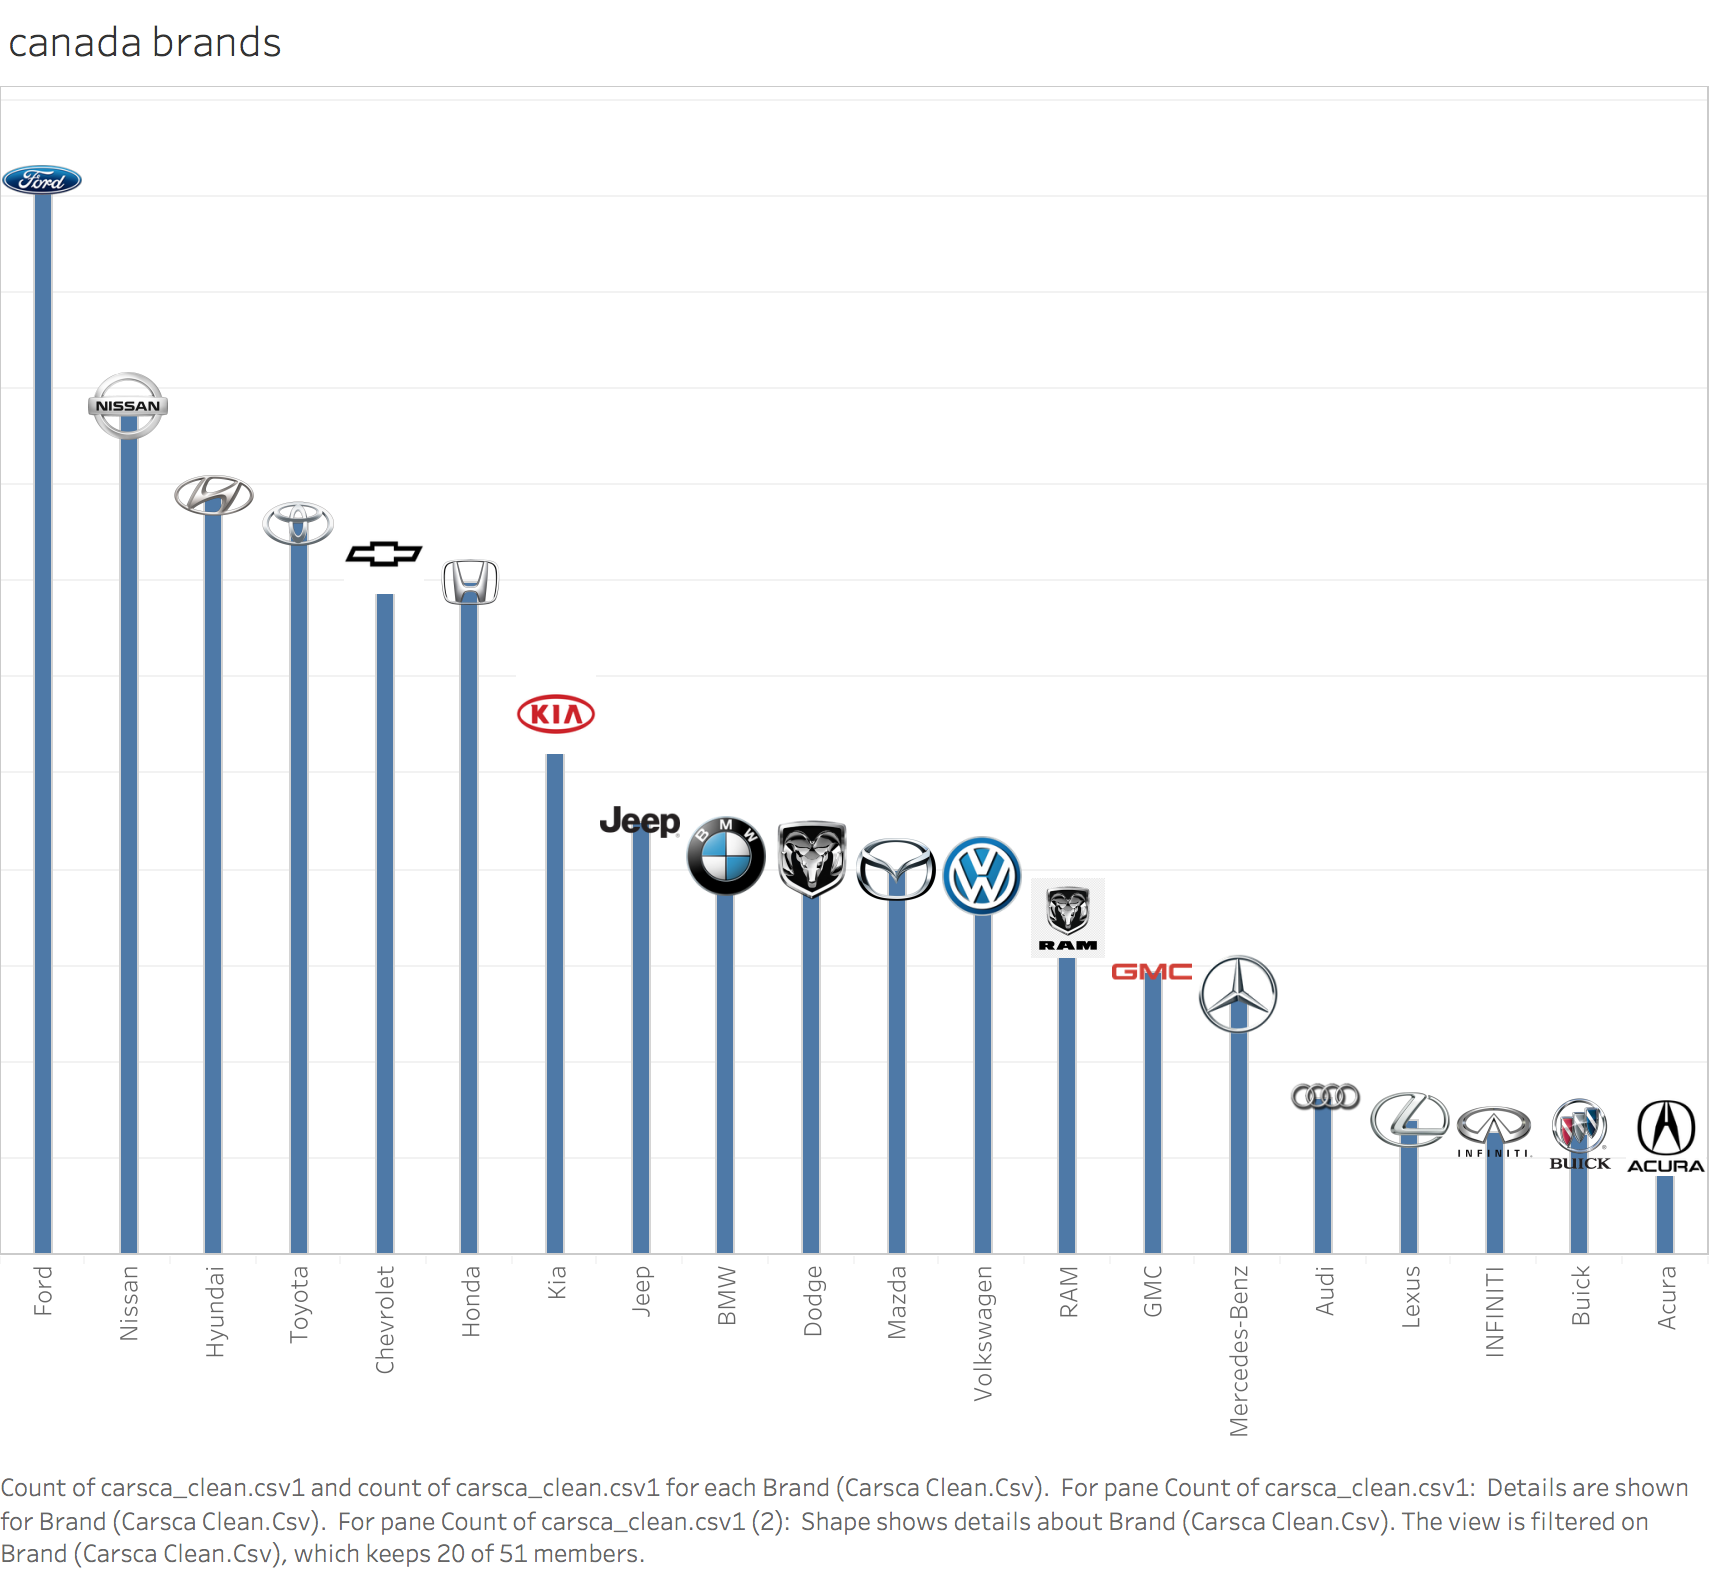 canada brands
Ford
NISSAN
KIA
Jeep
BMW
RAM
GMC
INFINITI.
BUICK
ACURA
Ford
Nissan
Hyundai
Toyota
Chevrolet
Honda
Kia
Jeep
BMW
Dodge
Mazda
Volkswagen
RAM
GMC
Mercedes-Benz
Audi
Lexus
INFINITI
Buick
Acura
Count of carsca_clean.csv1 and count of carsca_clean.csv1 for each Brand (Carsca Clean.Csv).  For pane Count of carsca_clean.csv1:  Details are shown
for Brand (Carsca Clean.Csv).  For pane Count of carsca_clean.csv1 (2):  Shape shows details about Brand (Carsca Clean.Csv). The view is filtered on
Brand (Carsca Clean.Csv), which keeps 20 of 51 members.